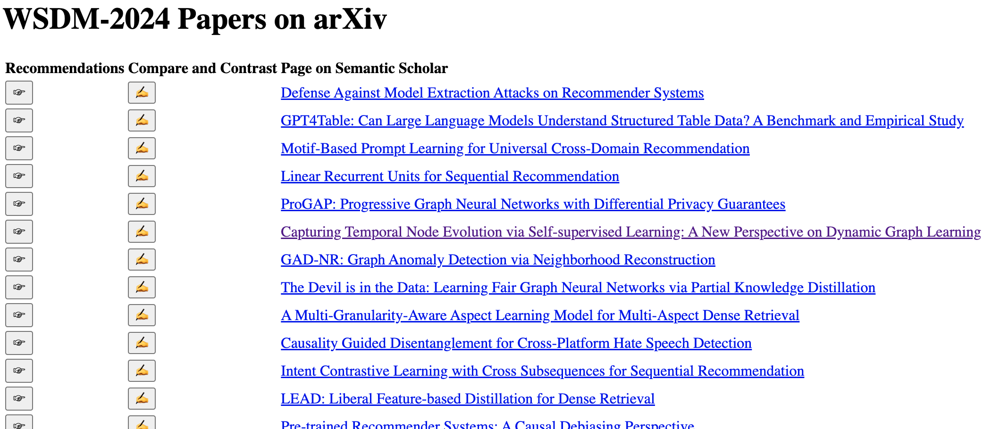 WSDM-2024 Papers on arXiv
Recommendations Compare and Contrast Page on Semantic Scholar
Defense Against Model Extraction Attacks on Recommender Systems
GPT4Table: Can Large Language Models Understand Structured Table Data? A Benchmark and Empirical Study
Motif-Based Prompt Learning for Universal Cross-Domain Recommendation
Linear Recurrent Units for Sequential Recommendation
ProGAP: Progressive Graph Neural Networks with Differential Privacy Guarantees
Capturing Temporal Node Evolution via Self-supervised Learning: A New Perspective on Dynamic Graph Learning
GAD-NR: Graph Anomaly Detection via Neighborhood Reconstruction
The Devil is in the Data: Learning Fair Graph Neural Networks via Partial Knowledge Distillation
A Multi-Granularity-Aware Aspect Learning Model for Multi-Aspect Dense Retrieval
Causality Guided Disentanglement for Cross-Platform Hate Speech Detection
Intent Contrastive Learning with Cross Subsequences for Sequential Recommendation
LEAD: Liberal Feature-based Distillation for Dense Retrieval
Pre-trained Recommender Systems: A Causal Debiasing Perspective